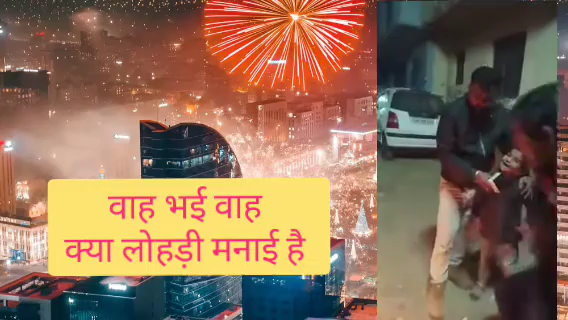 वाह भई वाह
क्या लोहड़ी मनाई है